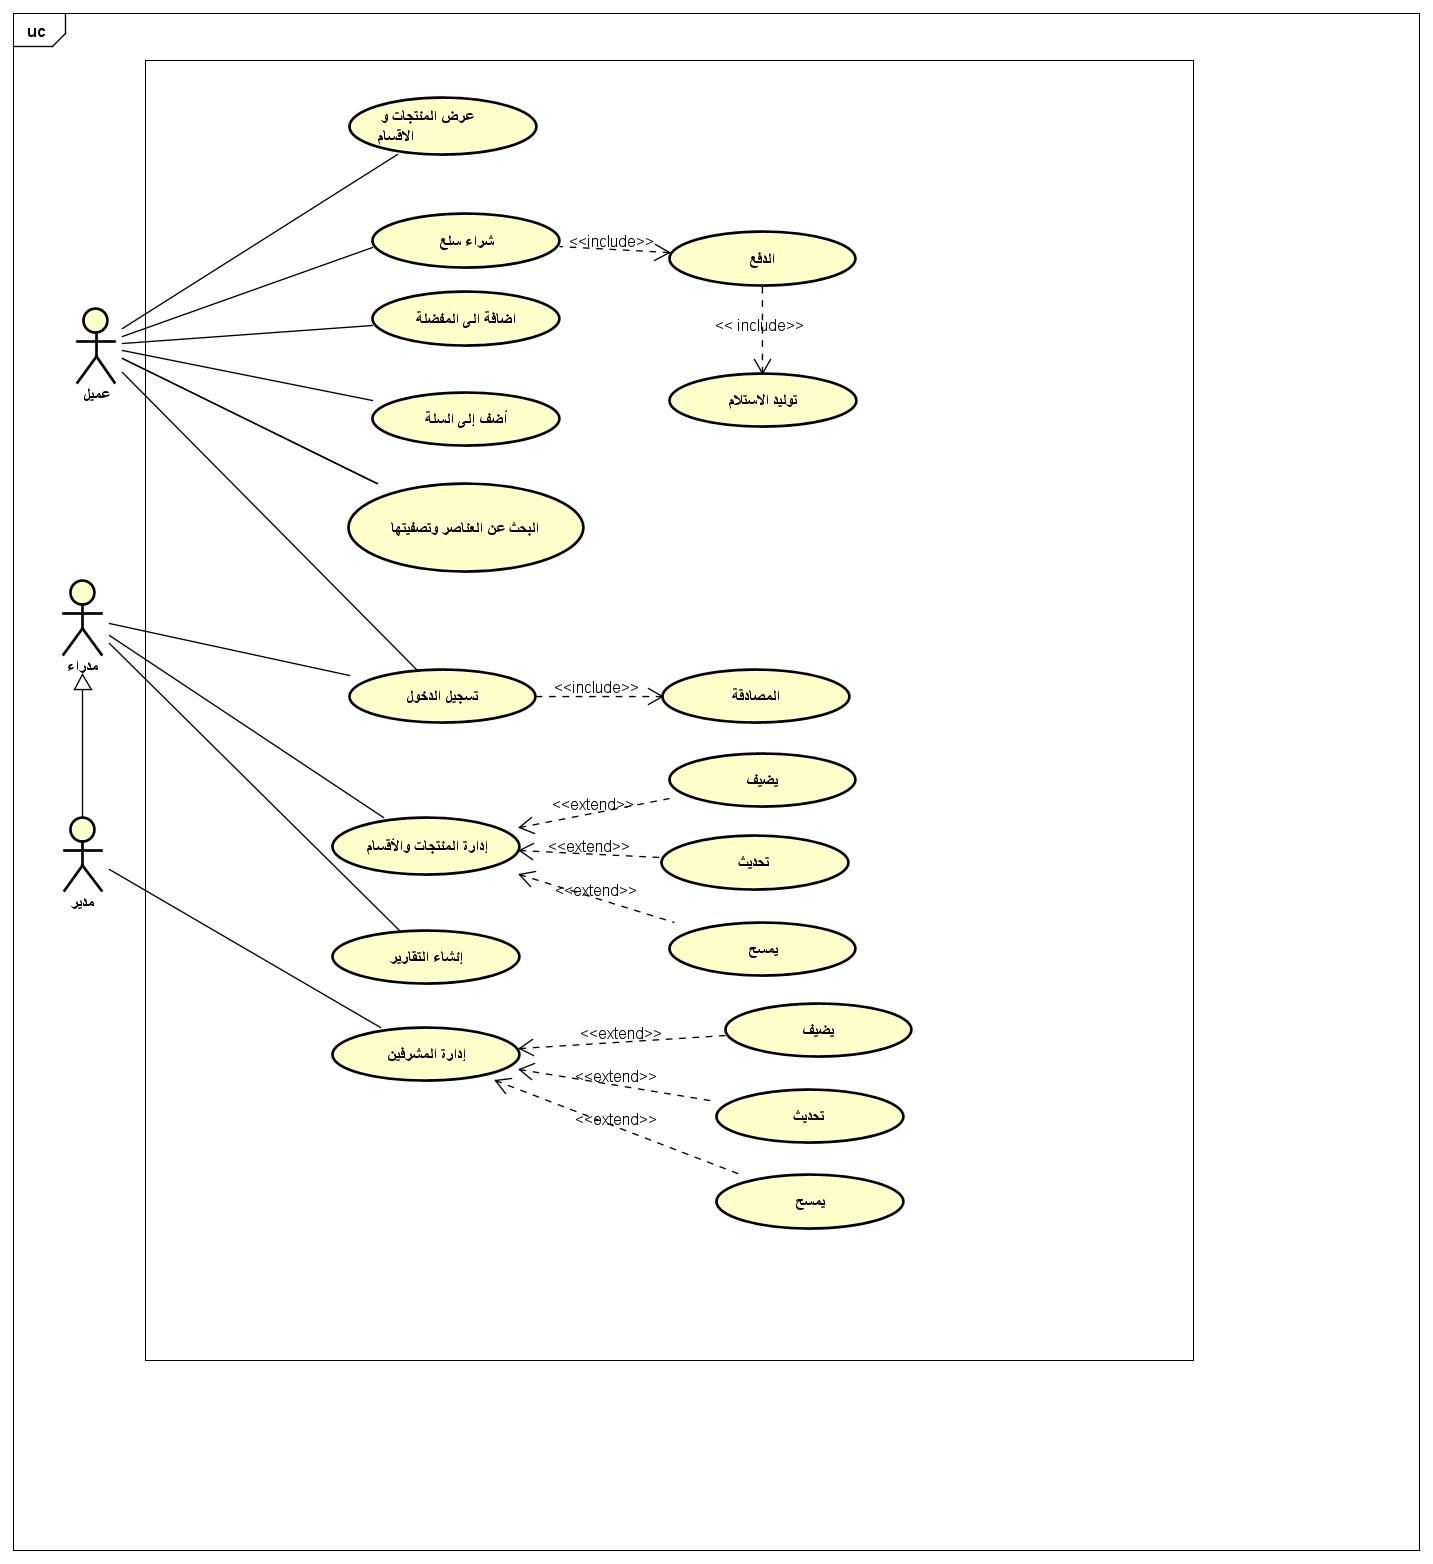 uc
عرض المنتجات و
الاقسام
شراء سلع
<<include>>
الدفع
<< include>>
توليد الاستلام
اضافة الى المفضلة
أضف إلى السلة
البحث عن العناصر وتصفيتها
عميل
مدراء
تسجيل الدخول
<<include>>
المصادقة
يضيف
<<extend>>
إدارة المنتجات والأقسام
<<extend>>
تحديث
<<extend>>
يمسح
مدير
إنشاء التقارير
إدارة المشرفين
<<extend>>
يضيف
<<extend>>
تحديث
<<extend>>
يمسح